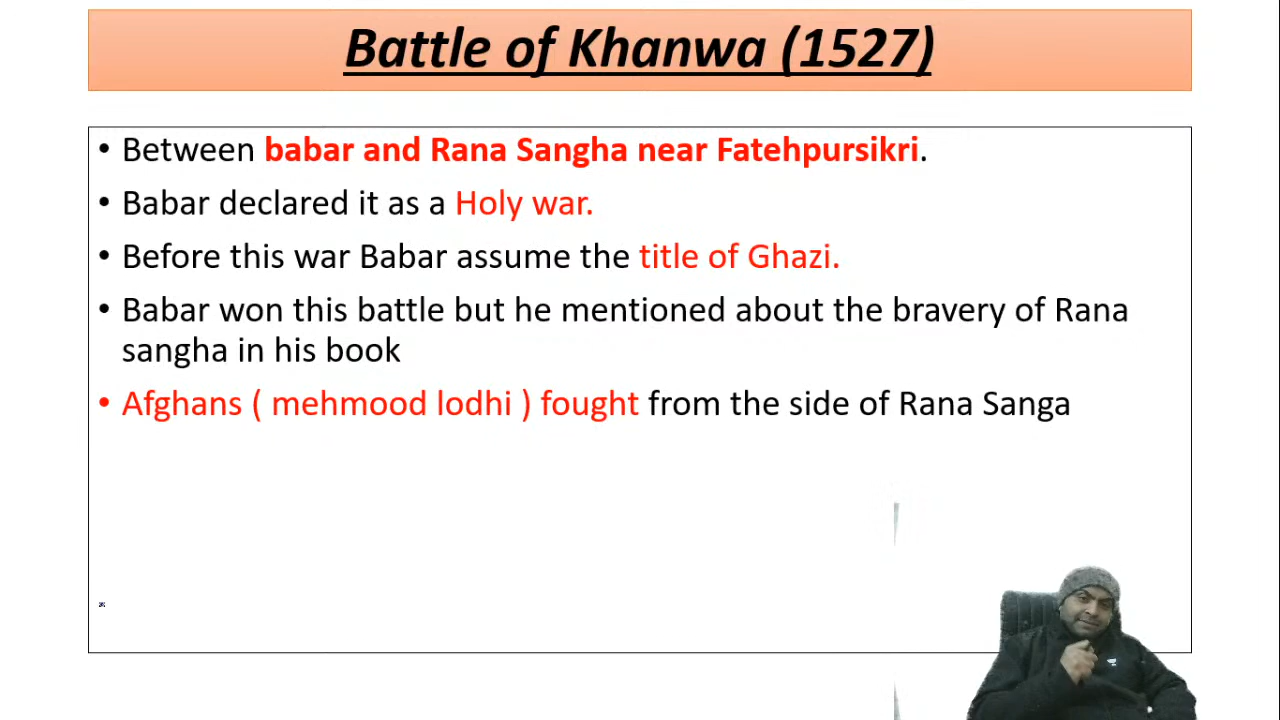 Battle of Khanwa (1527)
• Between babar and Rana Sangha near Fatehpursikri.
• Babar declared it as a Holy war.
• Before this war Babar assume the title of Ghazi.
• Babar won this battle but he mentioned about the bravery of Rana
sangha in his book
• Afghans ( mehmood lodhi ) fought from the side of Rana Sanga